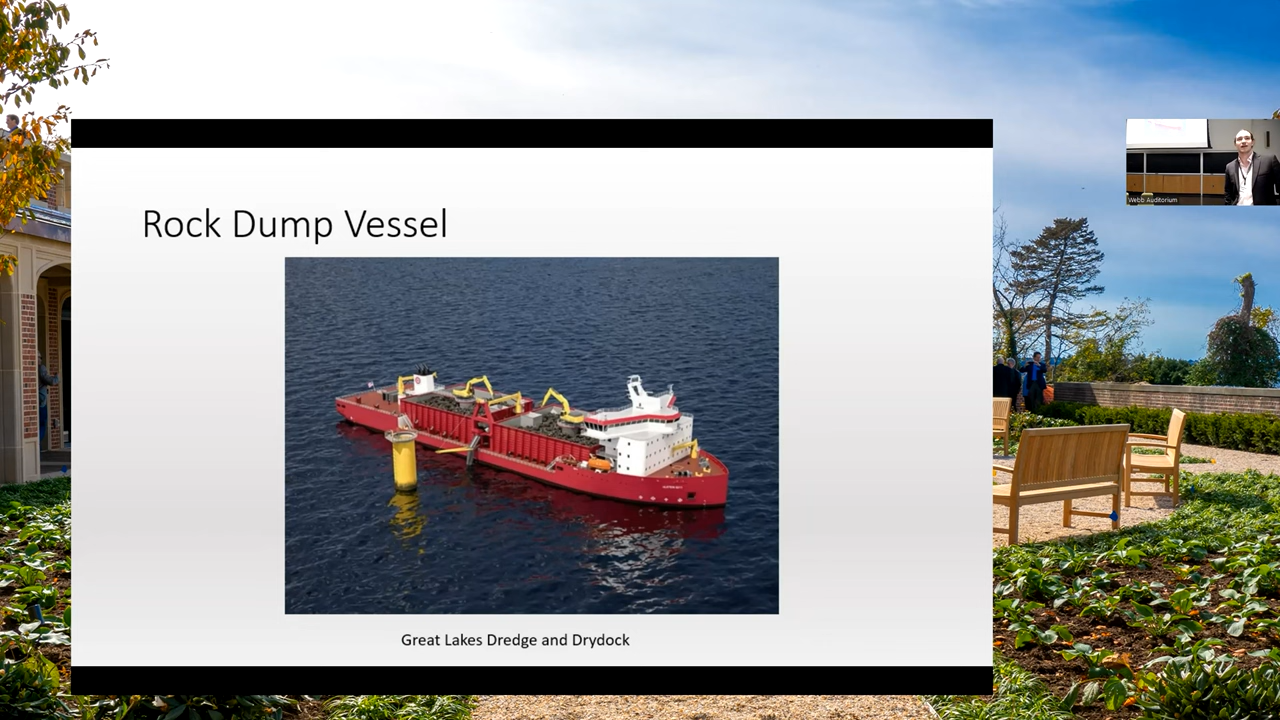 Rock Dump Vessel
Great Lakes Dredge and Drydock
Webb Auditorium